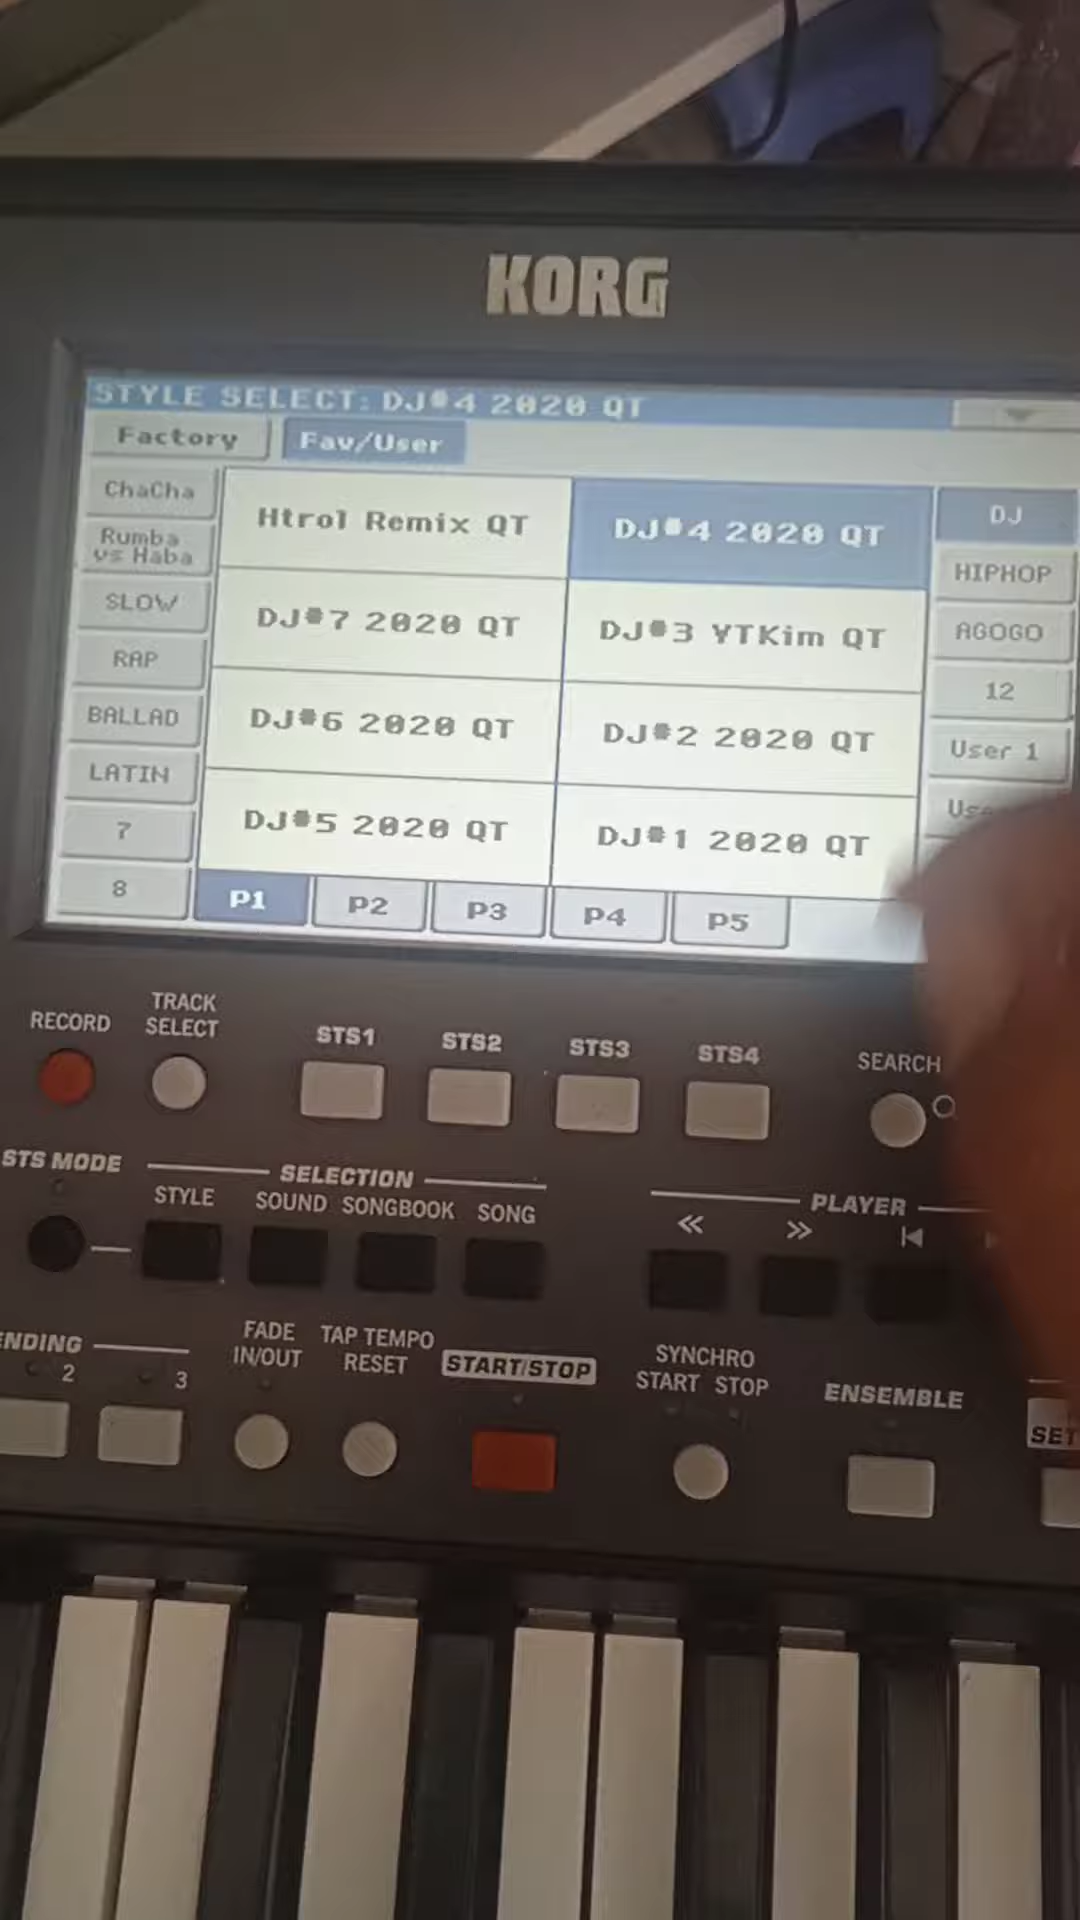 KORG
STYLE SELECT: DJ#4 2020 QT
Factory
Fav/User
ChaCha
Rumba
vs Haba
SLOW
RAP
BALLAD
LATIN
7
8
Htrol Remix QT
DJ#4 2020 QT
DJ#7 2020 QT
DJ#3 YTKim QT
DJ#6 2020 QT
DJ#2 2020 QT
DJ#5 2020 QT
DJ#1 2020 QT
DJ
HIPHOP
AGOGO
12
User 1
P1
P2
P3
P4
P5
RECORD
TRACK
SELECT
STS1
STS2
STS3
STS4
SEARCH
STS MODE
SELECTION
STYLE
SOUND
SONGBOOK
SONG
PLAYER
<<
>>
2
3
FADE
IN/OUT
TAP TEMPO
RESET
START/STOP
SYNCHRO
START STOP
ENSEMBLE
SET